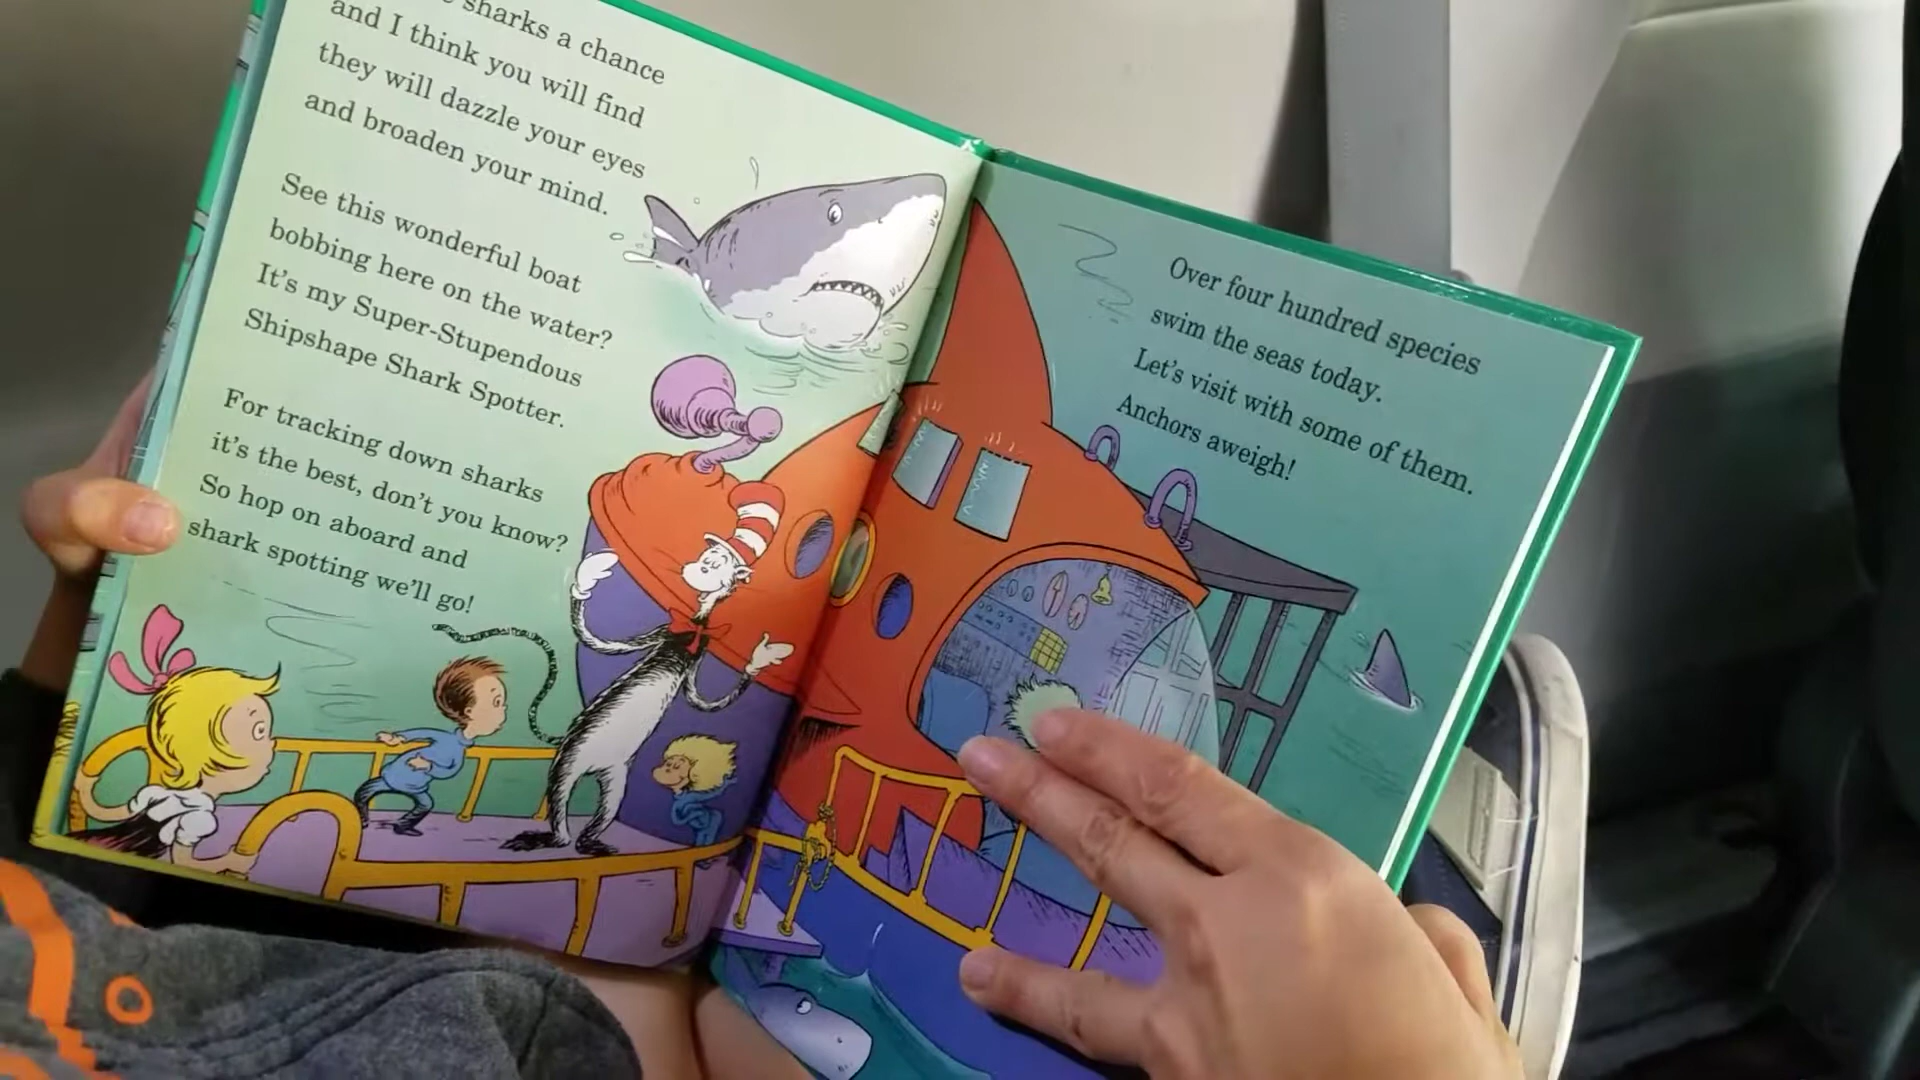 sharks a chance
and I think you will find
they will dazzle your eyes
and broaden your mind.
See this wonderful boat
bobbing here on the water?
It's my Super-Stupendous
Shipshape Shark Spotter.
For tracking down sharks
it's the best, don't you know?
So hop on aboard and
shark spotting we'll go!
Over four hundred species
swim the seas today.
Let's visit with some of them.
Anchors aweigh!